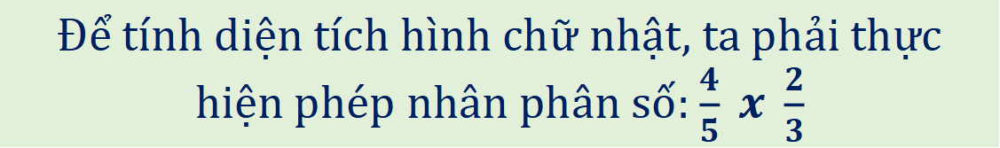 Để tính diện tích hình chữ nhật, ta phải thực
hiện phép nhân phân số: 4/5 x 2/3